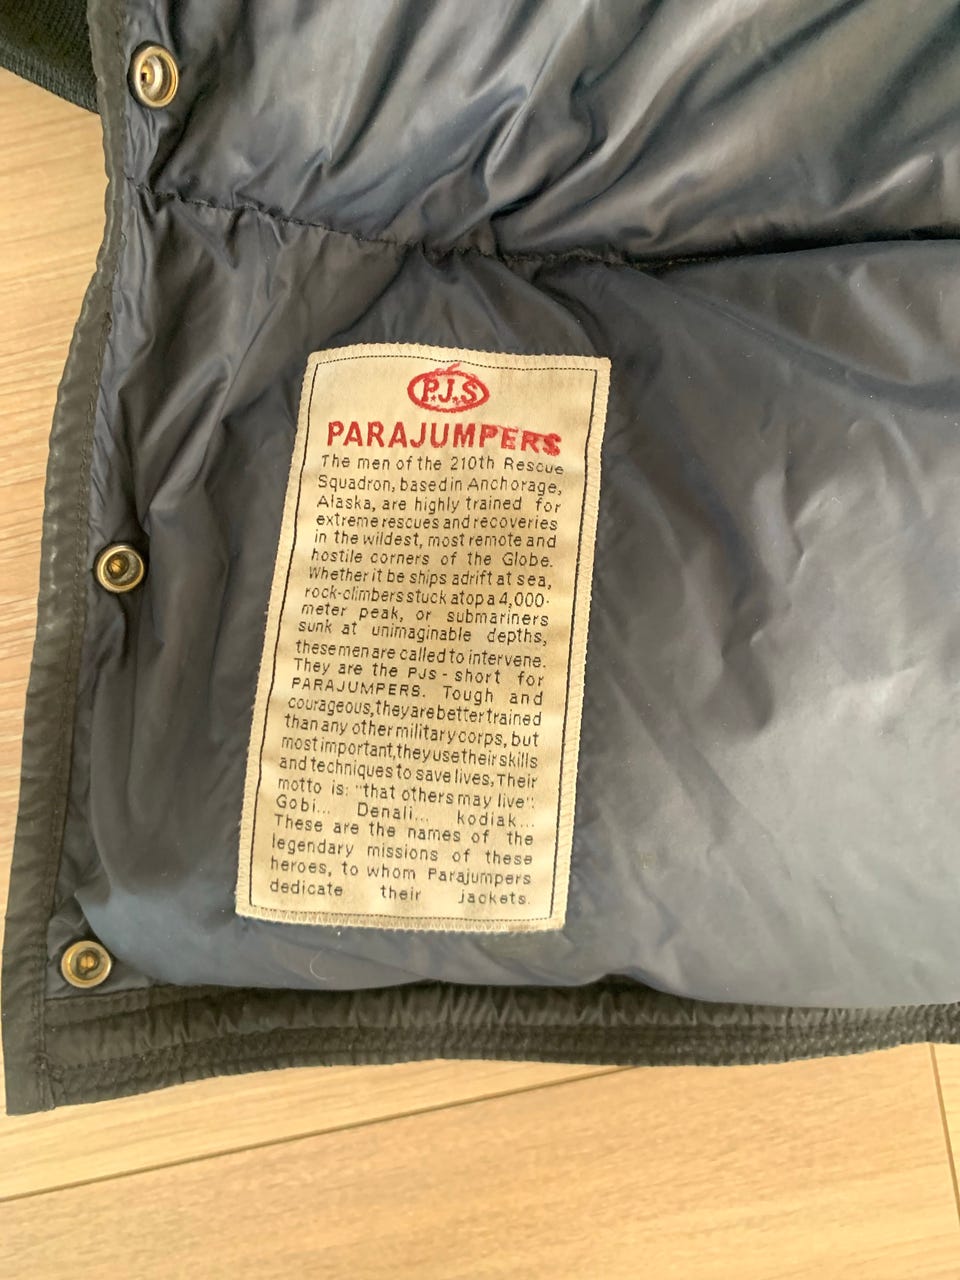 P.J.S
PARAJUMPERS
The men of the 210th Rescue
Squadron, based in Anchorage,
Alaska, are highly trained for
extreme rescues and recoveries
in the wildest, most remote and
hostile corners of the Globe.
Whether it be ships adrift at sea,
rock-climbers stuck atop a 4,000-
meter peak, or submariners
sunk at unimaginable depths,
these men are called to intervene.
They are the PJs - short for
PARAJUMPERS. Tough and
courageous, they are better trained
than any other military corps, but
most important, they use their skills
and techniques to save lives, Their
motto is: "that others may live":
Gobi... Denali... kodiak...
These are the names of the
legendary missions of these
heroes, to whom Parajumpers
dedicate their jackets.